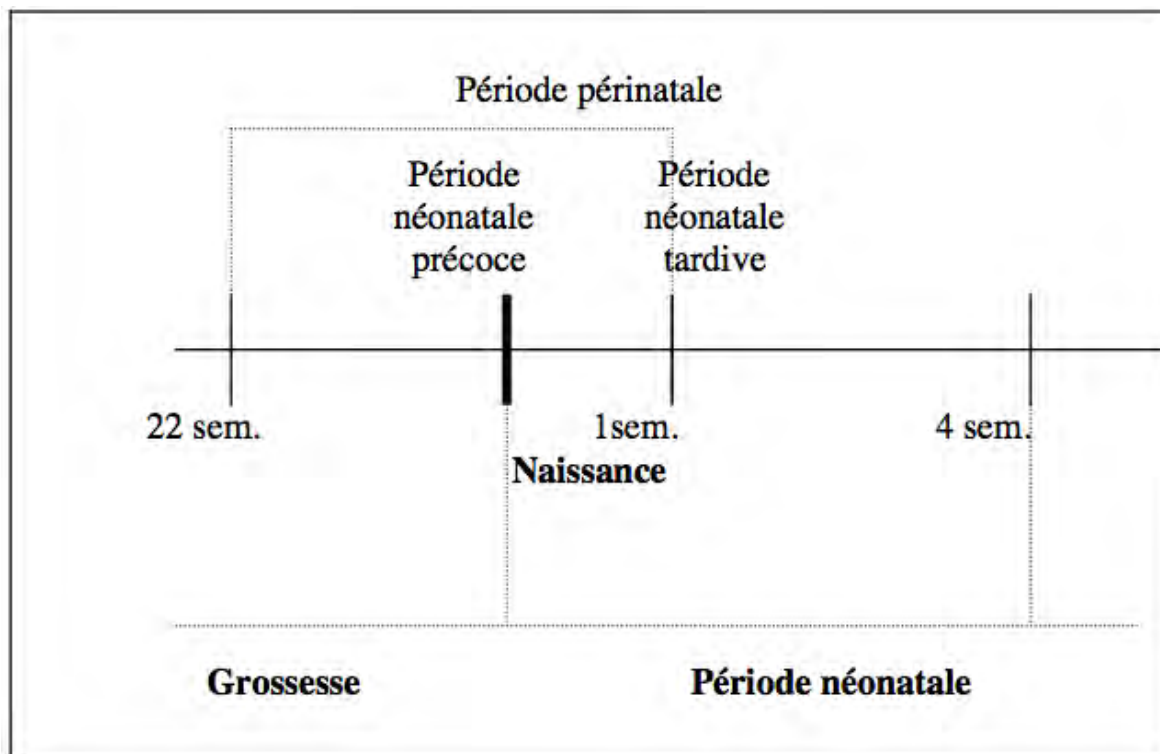 Période périnatale
Période
néonatale
précoce
Période
néonatale
tardive
22 sem.
1sem.
4 sem.
Naissance
Grossesse
Période néonatale